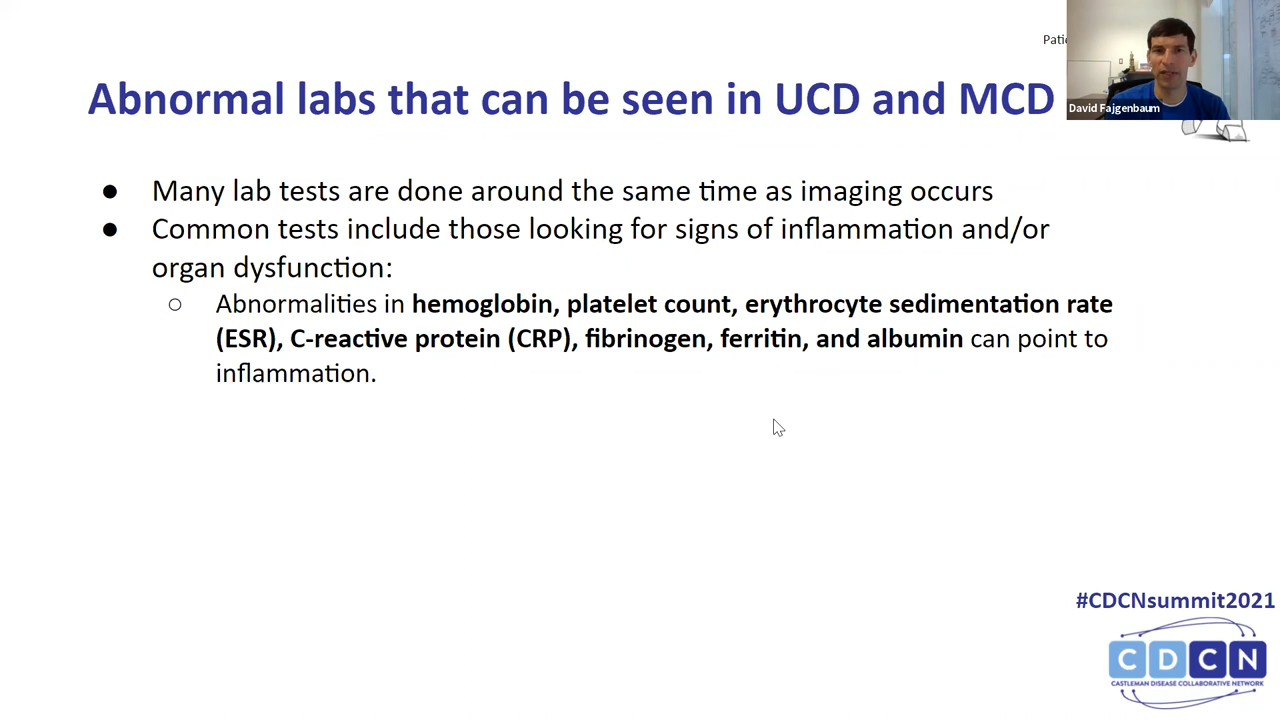 Patie
David Fajgenbaum
Abnormal labs that can be seen in UCD and MCD
● Many lab tests are done around the same time as imaging occurs
● Common tests include those looking for signs of inflammation and/or
organ dysfunction:
○ Abnormalities in hemoglobin, platelet count, erythrocyte sedimentation rate
(ESR), C-reactive protein (CRP), fibrinogen, ferritin, and albumin can point to
inflammation.
#CDCNsummit2021
CDCN
CASTLEMAN DISEASE COLLABORATIVE NETWORK